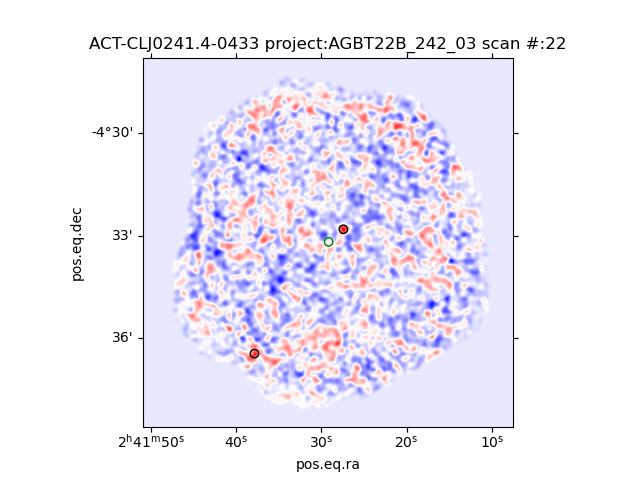 ACT-CLJ0241.4-0433 project:AGBT22B_242_03 scan #:22
-4°30'
33'
36'
pos.eq.dec
2ʰ41ᵐ50ˢ 40ˢ 30ˢ 20ˢ 10ˢ
pos.eq.ra